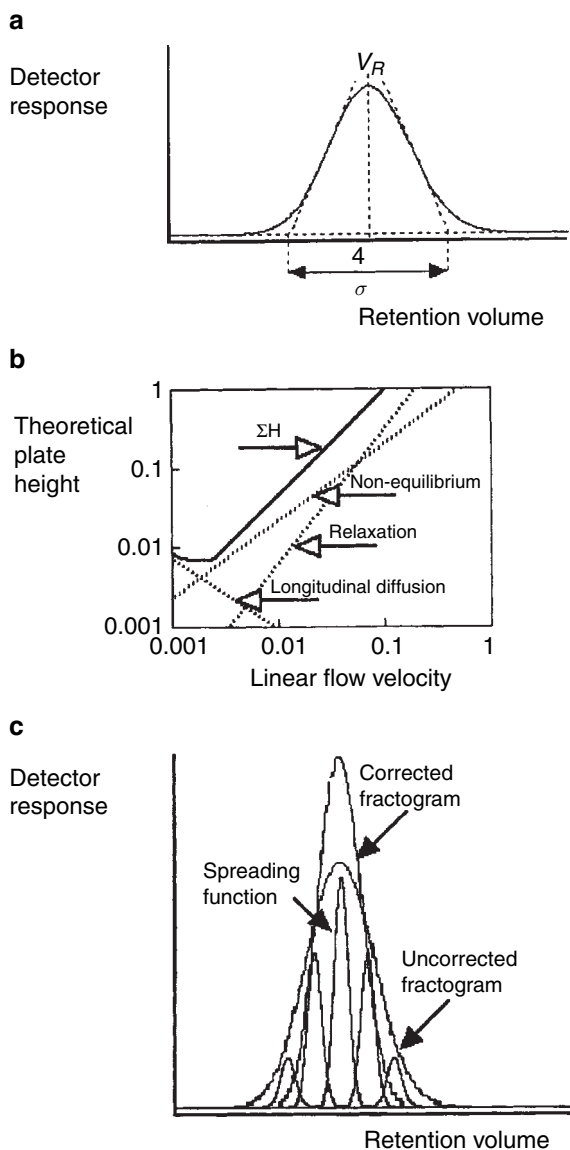 a
Detector
response
V_R
4
σ
Retention volume
b
Theoretical
plate
height
1
0.1
0.01
0.001
ΣH
Non-equilibrium
Relaxation
Longitudinal diffusion
0.001
0.01
0.1
1
Linear flow velocity
c
Detector
response
Corrected
fractogram
Spreading
function
Uncorrected
fractogram
Retention volume